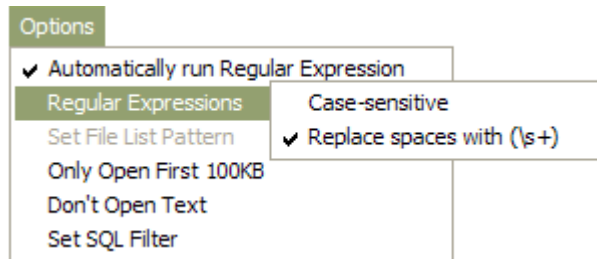 Options
Automatically run Regular Expression
Regular Expressions
Case-sensitive
Set File List Pattern
Replace spaces with (\s+)
Only Open First 100KB
Don't Open Text
Set SQL Filter